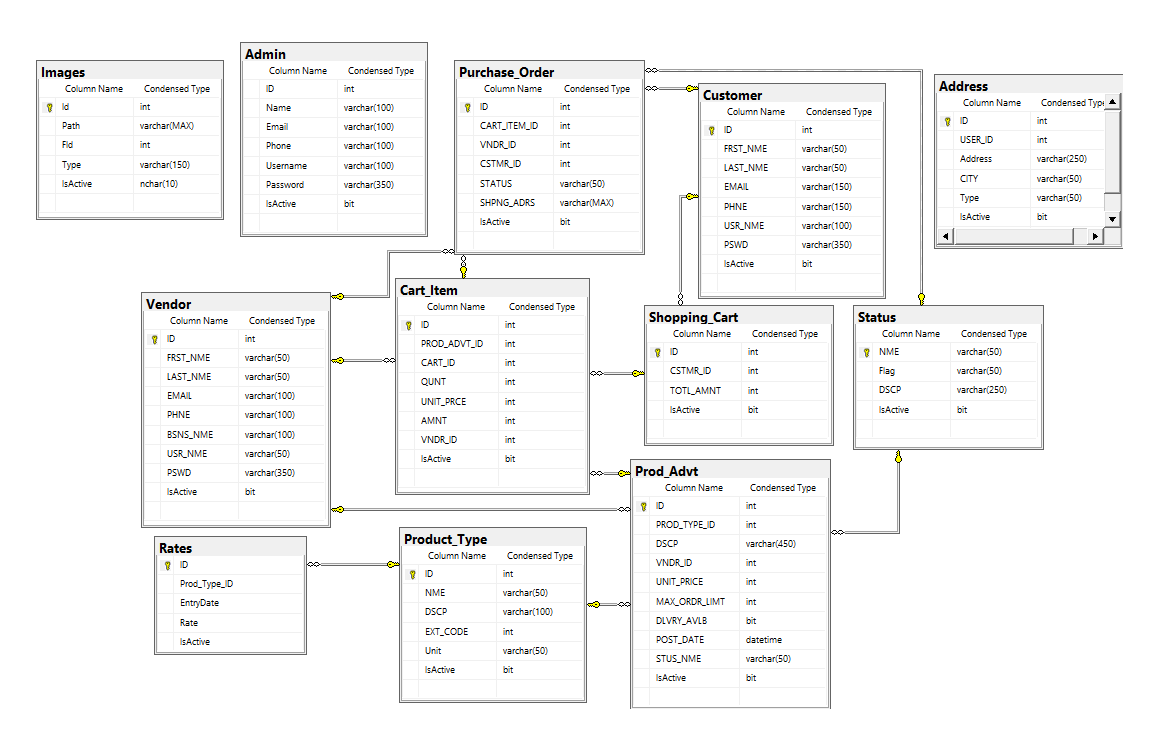 Images
Column Name Condensed Type
Id int
Path varchar(MAX)
FId int
Type varchar(150)
IsActive nchar(10)
Admin
Column Name Condensed Type
ID int
Name varchar(100)
Email varchar(100)
Phone varchar(100)
Username varchar(100)
Password varchar(350)
IsActive bit
Purchase_Order
Column Name Condensed Type
ID int
CART_ITEM_ID int
VNDR_ID int
CSTMR_ID int
STATUS varchar(50)
SHPNG_ADRS varchar(MAX)
IsActive bit
Customer
Column Name Condensed Type
ID int
FRST_NME varchar(50)
LAST_NME varchar(50)
EMAIL varchar(150)
PHNE varchar(150)
USR_NME varchar(100)
PSWD varchar(350)
IsActive bit
Address
Column Name Condensed Type
ID int
USER_ID int
Address varchar(250)
CITY varchar(50)
Type varchar(50)
IsActive bit
Vendor
Column Name Condensed Type
ID int
FRST_NME varchar(50)
LAST_NME varchar(50)
EMAIL varchar(100)
PHNE varchar(100)
BSNS_NME varchar(100)
USR_NME varchar(50)
PSWD varchar(350)
IsActive bit
Cart_Item
Column Name Condensed Type
ID int
PROD_ADVT_ID int
CART_ID int
QUNT int
UNIT_PRCE int
AMNT int
VNDR_ID int
IsActive bit
Shopping_Cart
Column Name Condensed Type
ID int
CSTMR_ID int
TOTL_AMNT int
IsActive bit
Status
Column Name Condensed Type
NME varchar(50)
Flag varchar(50)
DSCP varchar(250)
IsActive bit
Rates
ID
Prod_Type_ID
EntryDate
Rate
IsActive
Product_Type
Column Name Condensed Type
ID int
NME varchar(50)
DSCP varchar(100)
EXT_CODE int
Unit varchar(50)
IsActive bit
Prod_Advt
Column Name Condensed Type
ID int
PROD_TYPE_ID int
DSCP varchar(450)
VNDR_ID int
UNIT_PRICE int
MAX_ORDR_LIMT int
DLVRY_AVLB bit
POST_DATE datetime
STUS_NME varchar(50)
IsActive bit